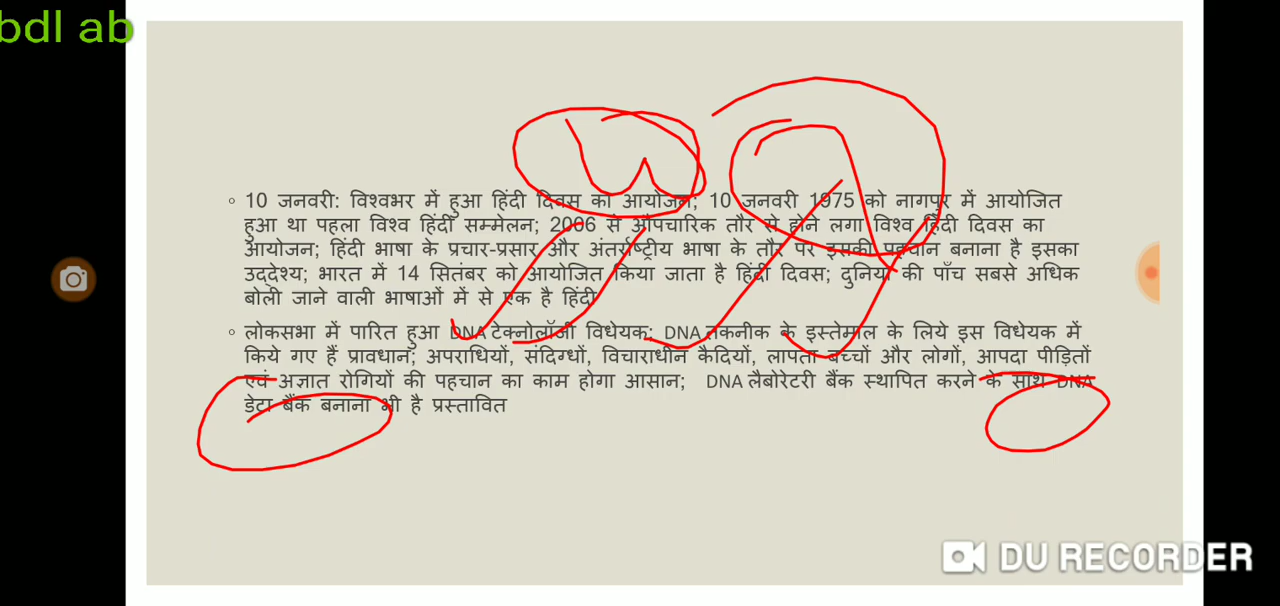 bdl ab
◦ 10 जनवरी: विश्वभर में हुआ हिंदी दिवस का आयोजन; 10 जनवरी 1975 को नागपुर में आयोजित
हुआ था पहला विश्व हिंदी सम्मेलन; 2006 से औपचारिक तौर से होने लगा विश्व हिंदी दिवस का
आयोजन; हिंदी भाषा के प्रचार-प्रसार और अंतर्राष्ट्रीय भाषा के तौर पर इसकी पहचान बनाना है इसका
उद्देश्य; भारत में 14 सितंबर को आयोजित किया जाता है हिंदी दिवस; दुनिया की पाँच सबसे अधिक
बोली जाने वाली भाषाओं में से एक है हिंदी
◦ लोकसभा में पारित हुआ DNA टेक्नोलॉजी विधेयक; DNA तकनीक के इस्तेमाल के लिये इस विधेयक में
किये गए हैं प्रावधान; अपराधियों, संदिग्धों, विचाराधीन कैदियों, लापता बच्चों और लोगों, आपदा पीड़ितों
एवं अज्ञात रोगियों की पहचान का काम होगा आसान; DNA लैबोरेटरी बैंक स्थापित करने के साथ DNA
डेटा बैंक बनाना भी है प्रस्तावित
DU RECORDER